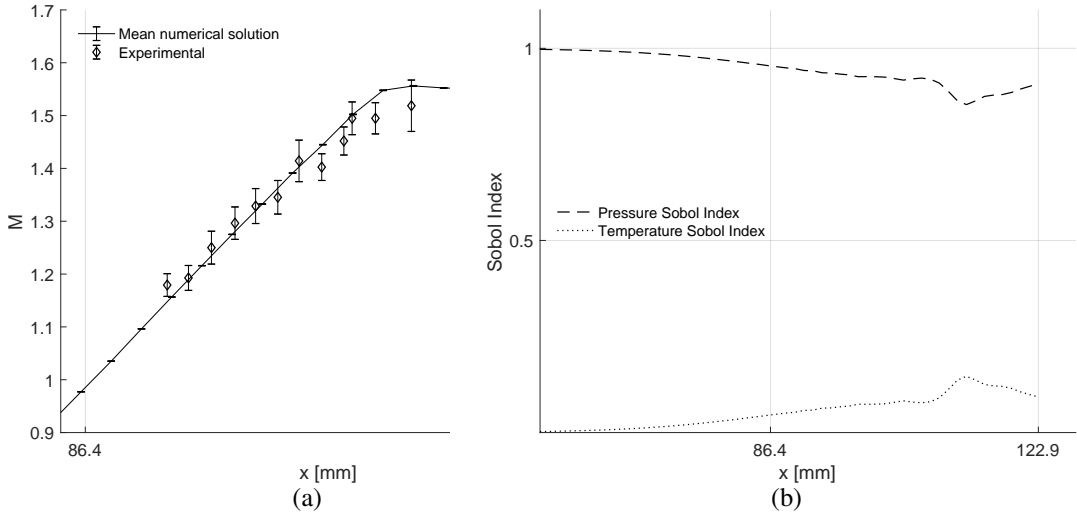 1.7
1.6
1.5
1.4
1.3
1.2
1.1
1
0.9
M
Mean numerical solution
Experimental
86.4
x [mm]
(a)
1
0.5
Sobol Index
Pressure Sobol Index
Temperature Sobol Index
86.4
122.9
x [mm]
(b)